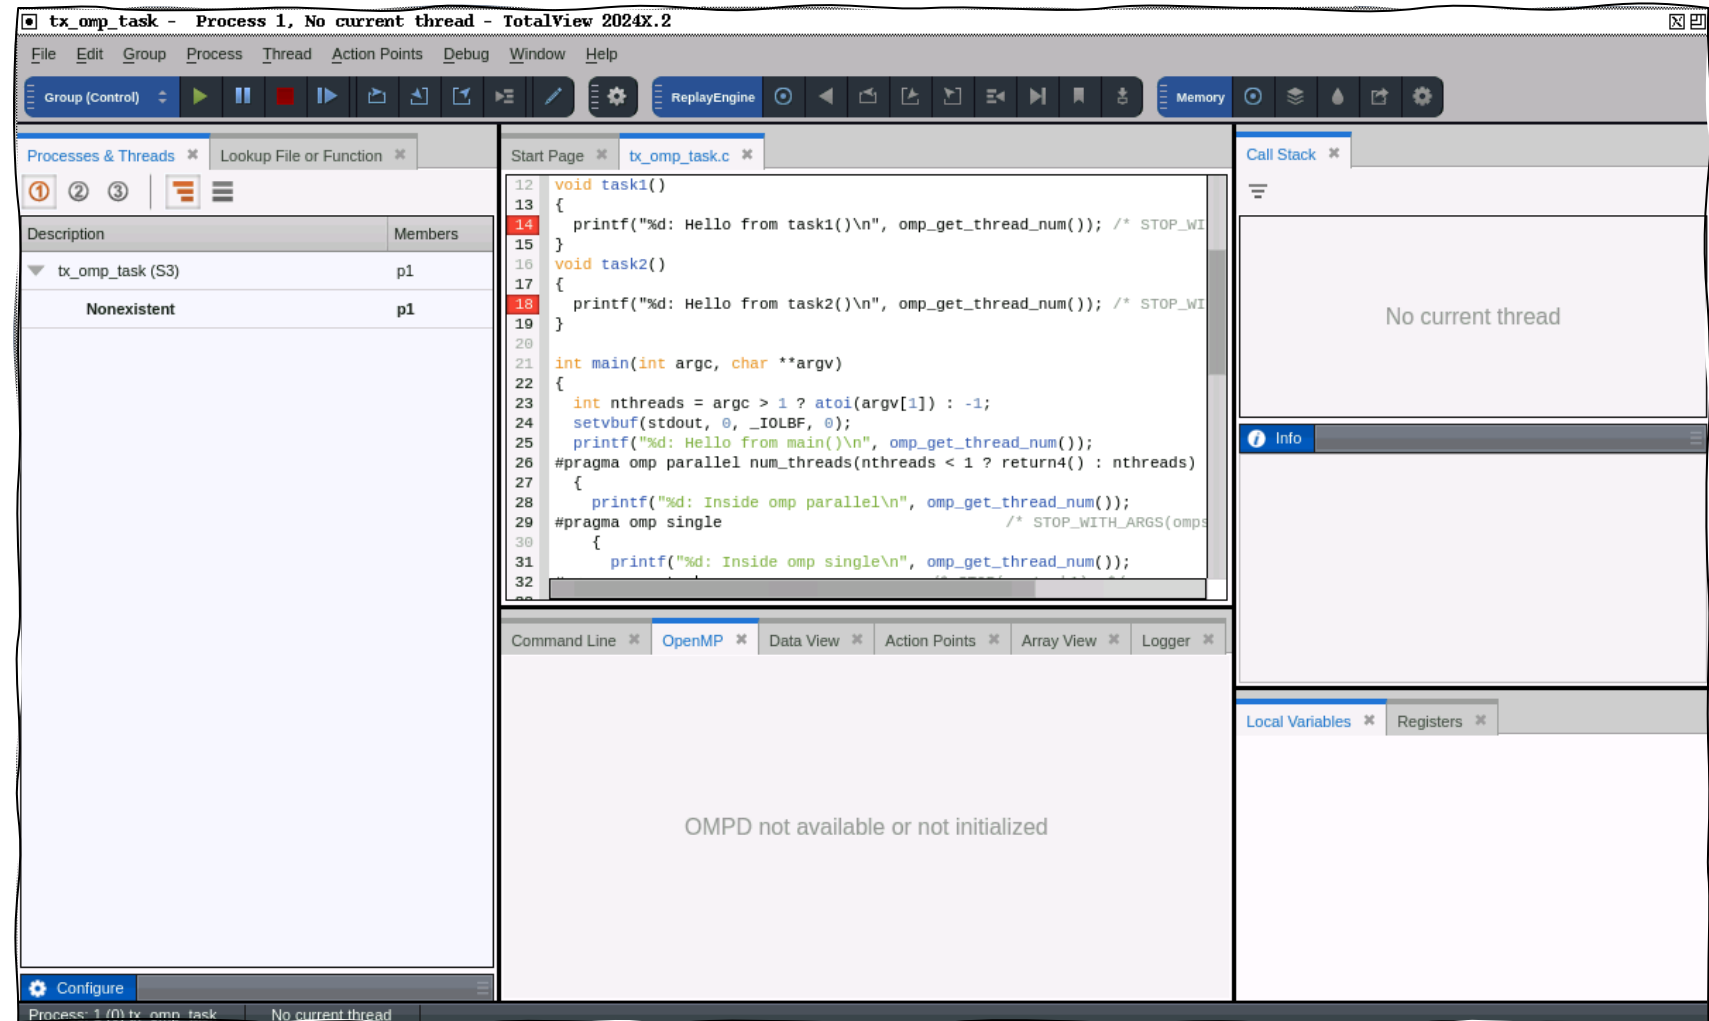 tx_omp_task - Process 1, No current thread - TotalView 2024X.2
File Edit Group Process Thread Action Points Debug Window Help
Group (Control) ReplayEngine Memory
Processes & Threads Lookup File or Function
1 2 3
Description Members
tx_omp_task (S3) p1
Nonexistent p1
Configure
Start Page tx_omp_task.c
12 void task1()
13 {
14 printf("%d: Hello from task1()\n", omp_get_thread_num()); /* STOP_WI
15 }
16 void task2()
17 {
18 printf("%d: Hello from task2()\n", omp_get_thread_num()); /* STOP_WI
19 }
20
21 int main(int argc, char **argv)
22 {
23 int nthreads = argc > 1 ? atoi(argv[1]) : -1;
24 setvbuf(stdout, 0, _IOLBF, 0);
25 printf("%d: Hello from main()\n", omp_get_thread_num());
26 #pragma omp parallel num_threads(nthreads < 1 ? return4() : nthreads)
27 {
28 printf("%d: Inside omp parallel\n", omp_get_thread_num());
29 #pragma omp single /* STOP_WITH_ARGS(omps
30 {
31 printf("%d: Inside omp single\n", omp_get_thread_num());
32
Command Line OpenMP Data View Action Points Array View Logger
OMPD not available or not initialized
Call Stack
No current thread
Info
Local Variables Registers
Process: 1 (0) tx_omp_task No current thread